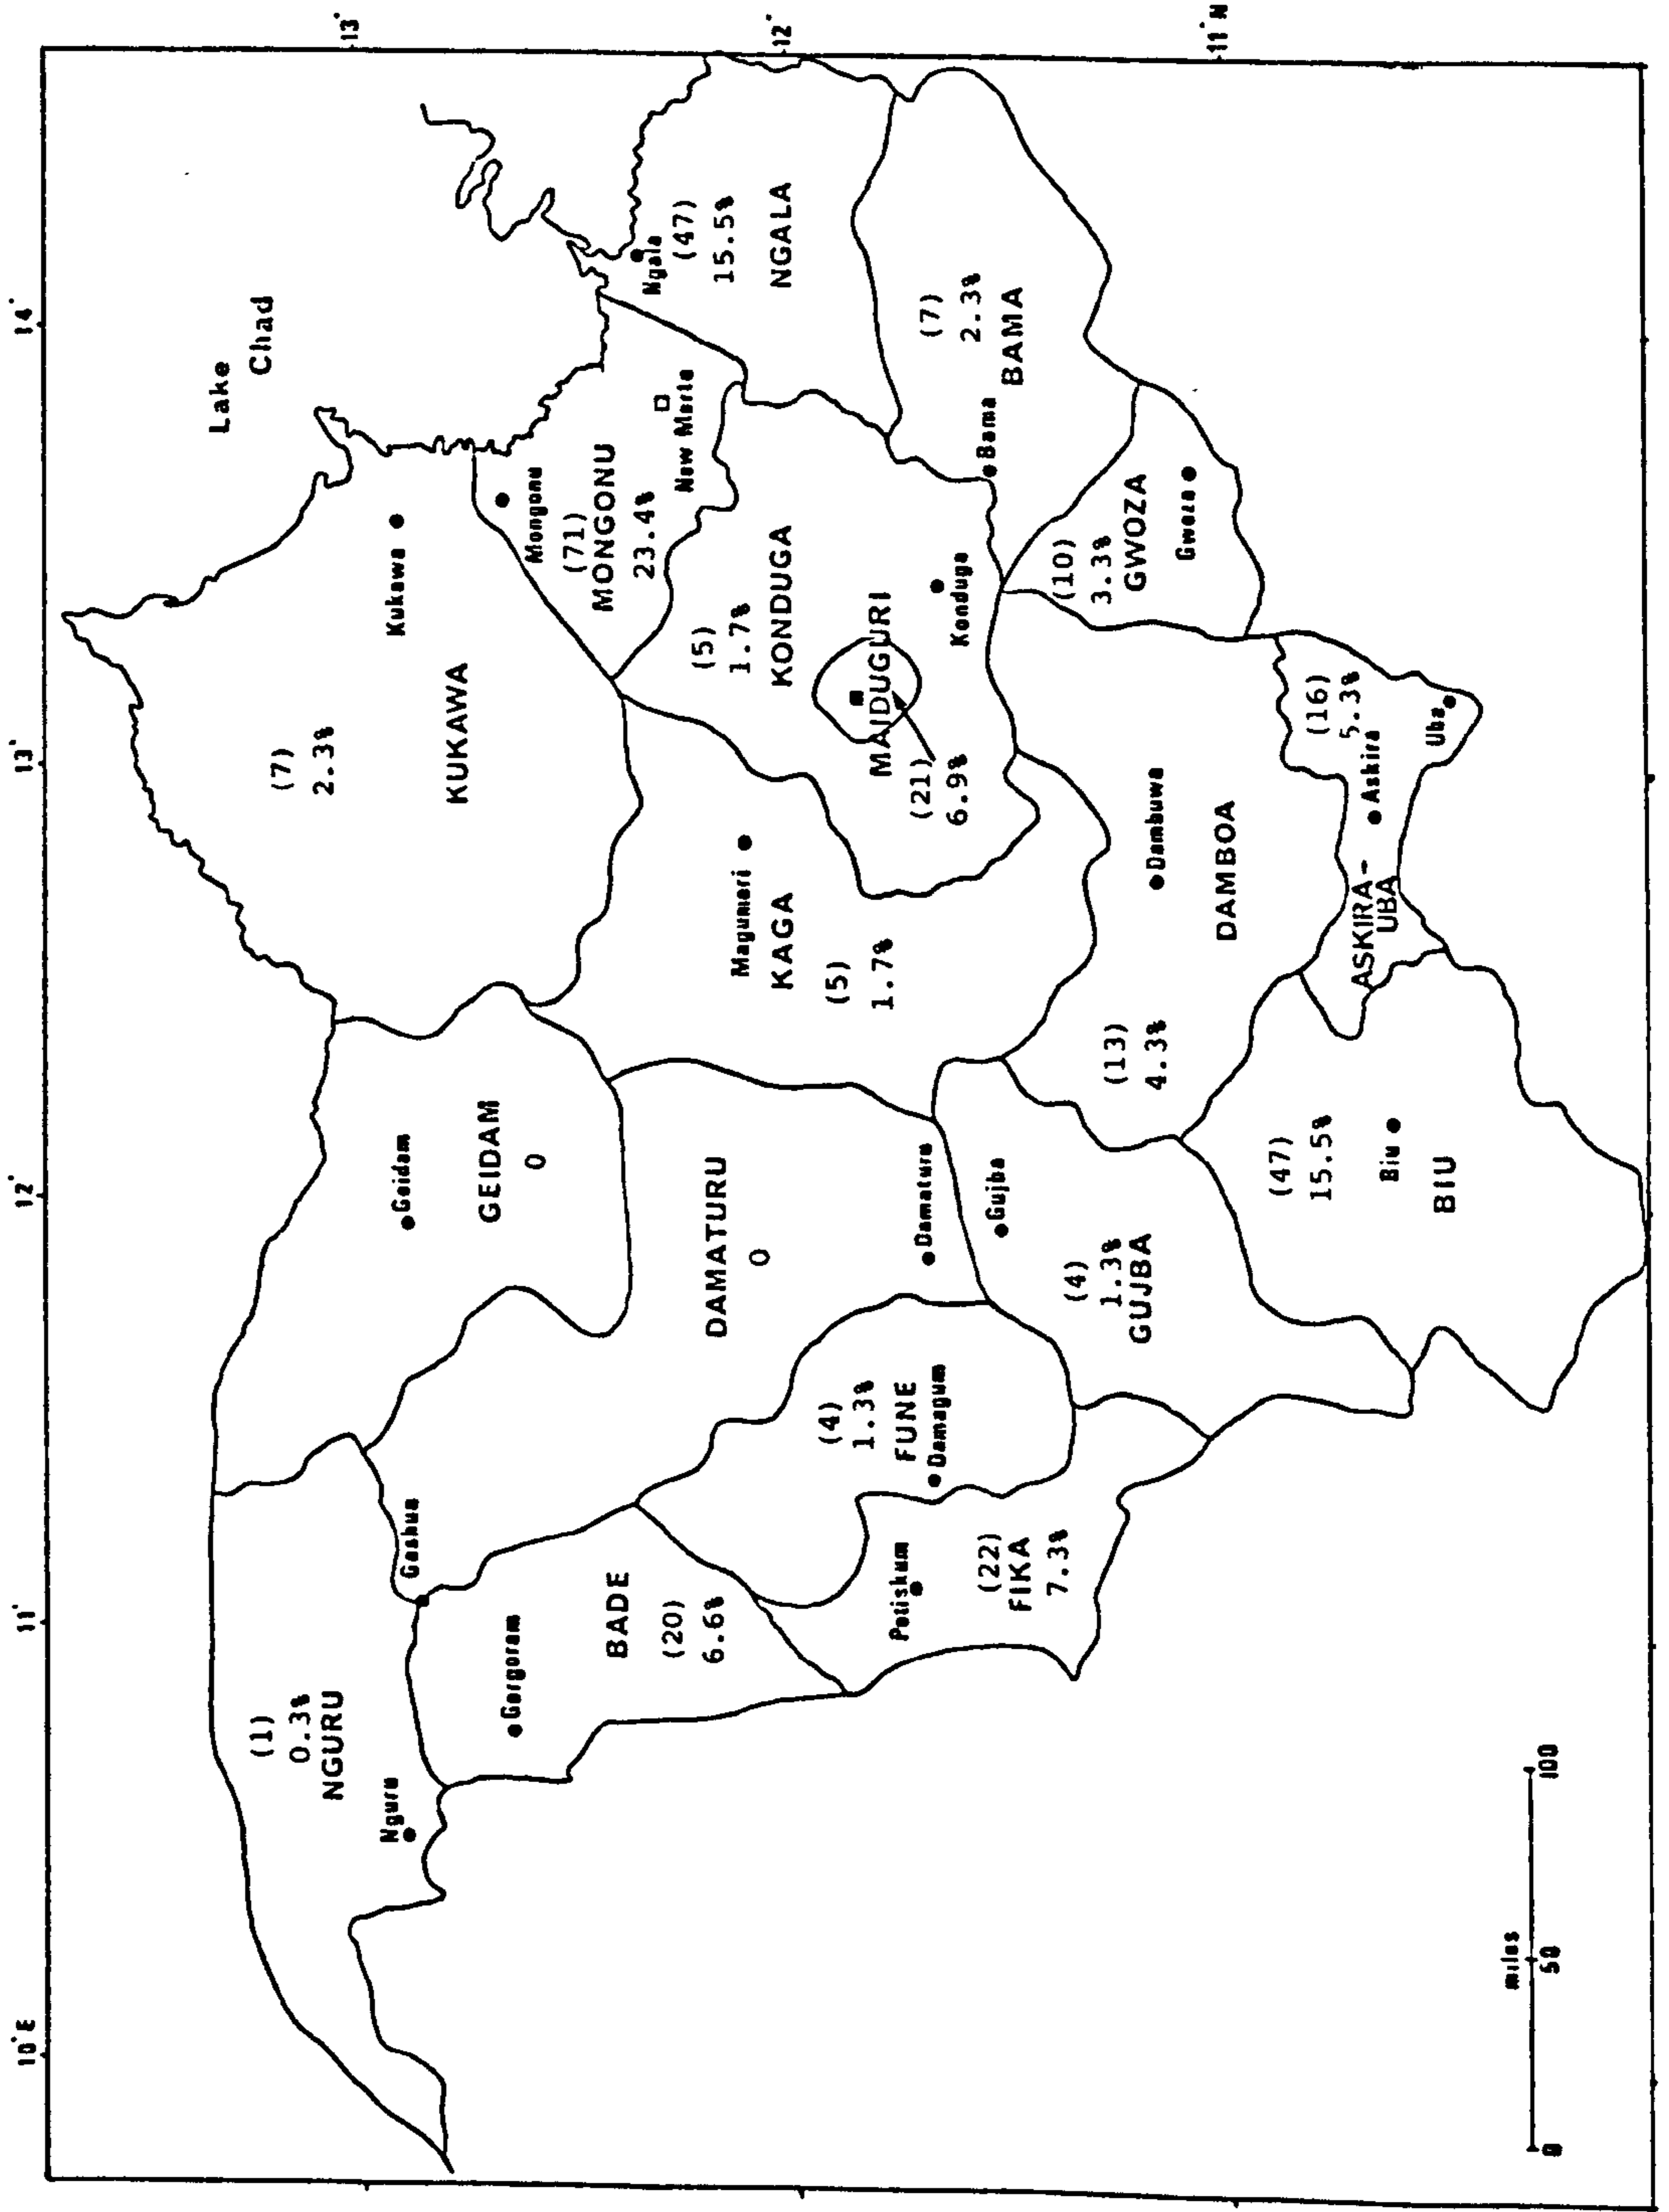 10°E
11°
12°
13°
14°
13°
12°
11°N
Lake
Chad
(1)
0.3%
NGURU
Nguru
Gashua
Gorgoram
BADE
(20)
6.6%
Geidam
GEIDAM
0
DAMATURU
0
Damaturu
(4)
1.3%
FUNE
Damagum
Potiskum
(22)
FIKA
7.3%
Gujba
(4)
1.3%
GUJBA
(47)
15.5%
Biu
BIU
(7)
2.3%
KUKAWA
Kukawa
Mongonu
(71)
MONGONU
23.4%
New Marte
Ngala
(47)
15.5%
NGALA
(5)
1.7%
KONDUGA
MAIDUGURI
(21)
6.9%
Konduga
Magumeri
KAGA
(5)
1.7%
(7)
2.3%
BAMA
Bama
(10)
3.3%
GWOZA
Gwoza
Dambuwa
DAMBOA
(13)
4.3%
(16)
5.3%
Askira
Uba
ASKIRA-
UBA
miles
0 50 100